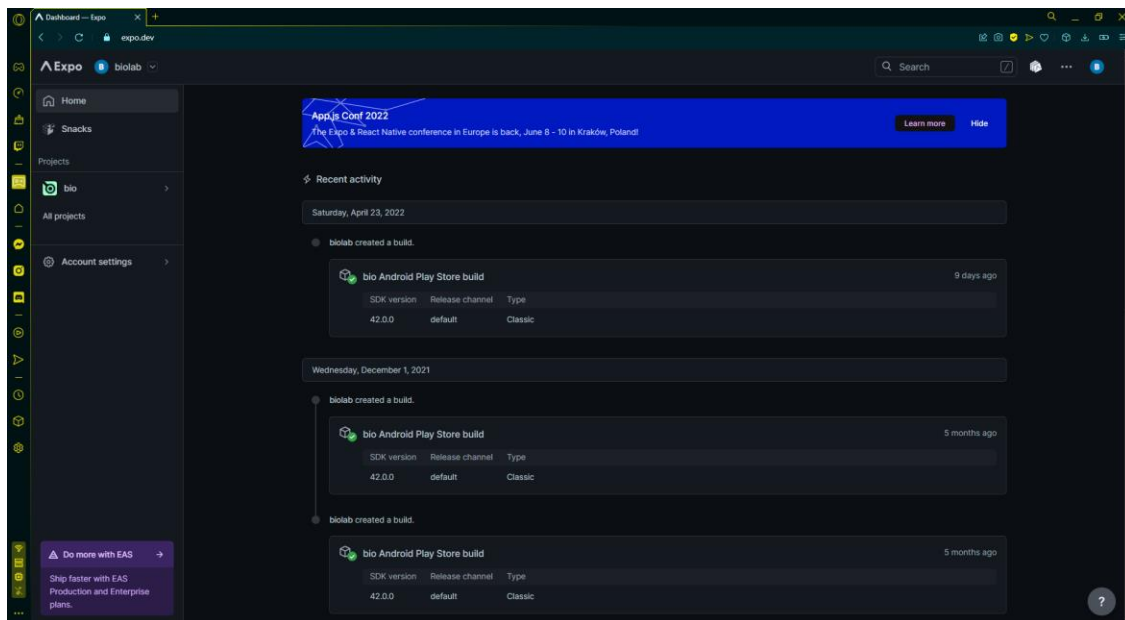 Dashboard — Expo
expo.dev
Expo
B
biolab
Search
/
B
Home
Snacks
Projects
bio
All projects
Account settings
App.js Conf 2022
The Expo & React Native conference in Europe is back, June 8 - 10 in Kraków, Poland!
Learn more
Hide
Recent activity
Saturday, April 23, 2022
biolab created a build.
bio Android Play Store build
9 days ago
SDK version Release channel Type
42.0.0 default Classic
Wednesday, December 1, 2021
biolab created a build.
bio Android Play Store build
5 months ago
SDK version Release channel Type
42.0.0 default Classic
biolab created a build.
bio Android Play Store build
5 months ago
SDK version Release channel Type
42.0.0 default Classic
Do more with EAS
Ship faster with EAS
Production and Enterprise
plans.
?